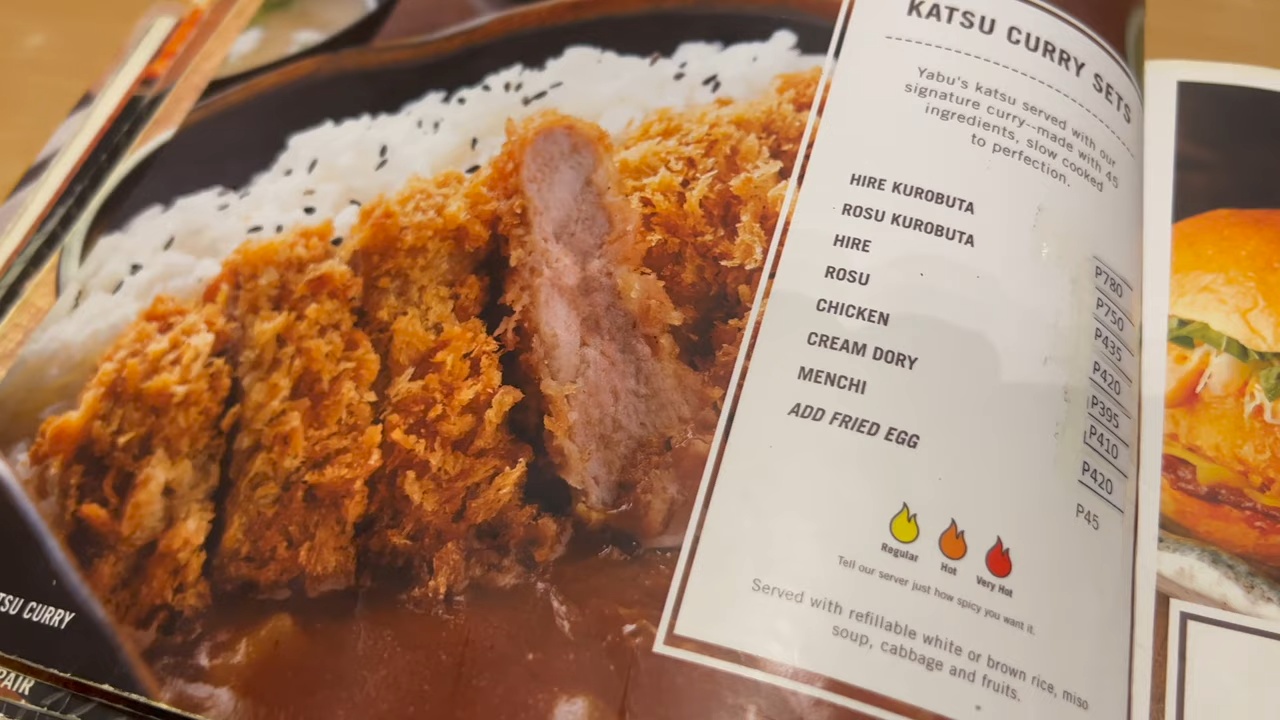 KATSU CURRY SETS
Yabu's katsu served with our
signature curry--made with 45
ingredients, slow cooked
to perfection.
HIRE KUROBUTA P780
ROSU KUROBUTA P750
HIRE P435
ROSU P420
CHICKEN P395
CREAM DORY P410
MENCHI P420
ADD FRIED EGG P45
Regular Hot Very Hot
Tell our server just how spicy you want it.
Served with refillable white or brown rice, miso
soup, cabbage and fruits.
TSU CURRY
PAIR